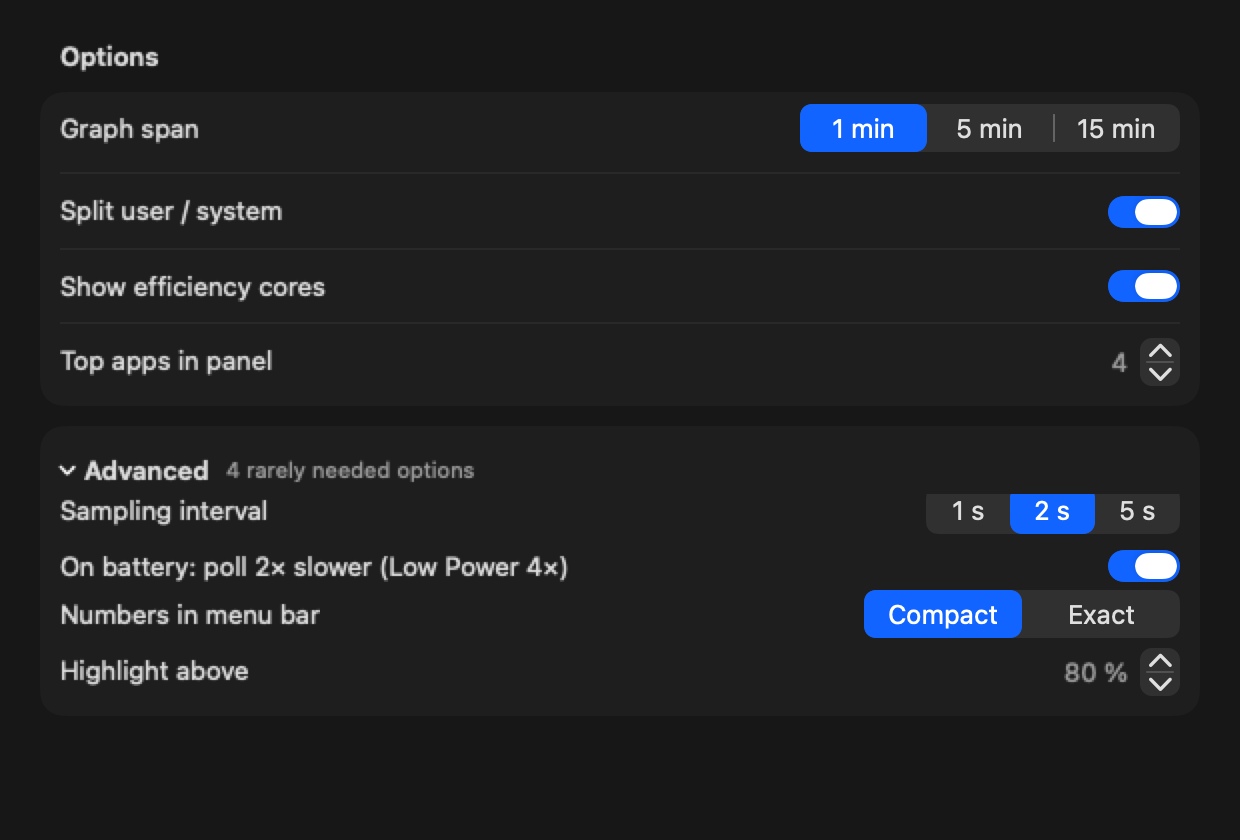 Options
Graph span 1 min 5 min 15 min
Split user / system
Show efficiency cores
Top apps in panel 4
Advanced 4 rarely needed options
Sampling interval 1 s 2 s 5 s
On battery: poll 2× slower (Low Power 4×)
Numbers in menu bar Compact Exact
Highlight above 80 %